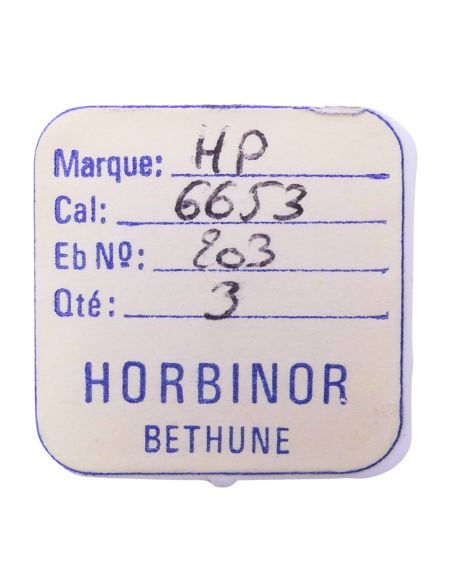 Marque: HP
Cal: 6653
Eb Nº: 203
Qté: 3
HORBINOR
BETHUNE